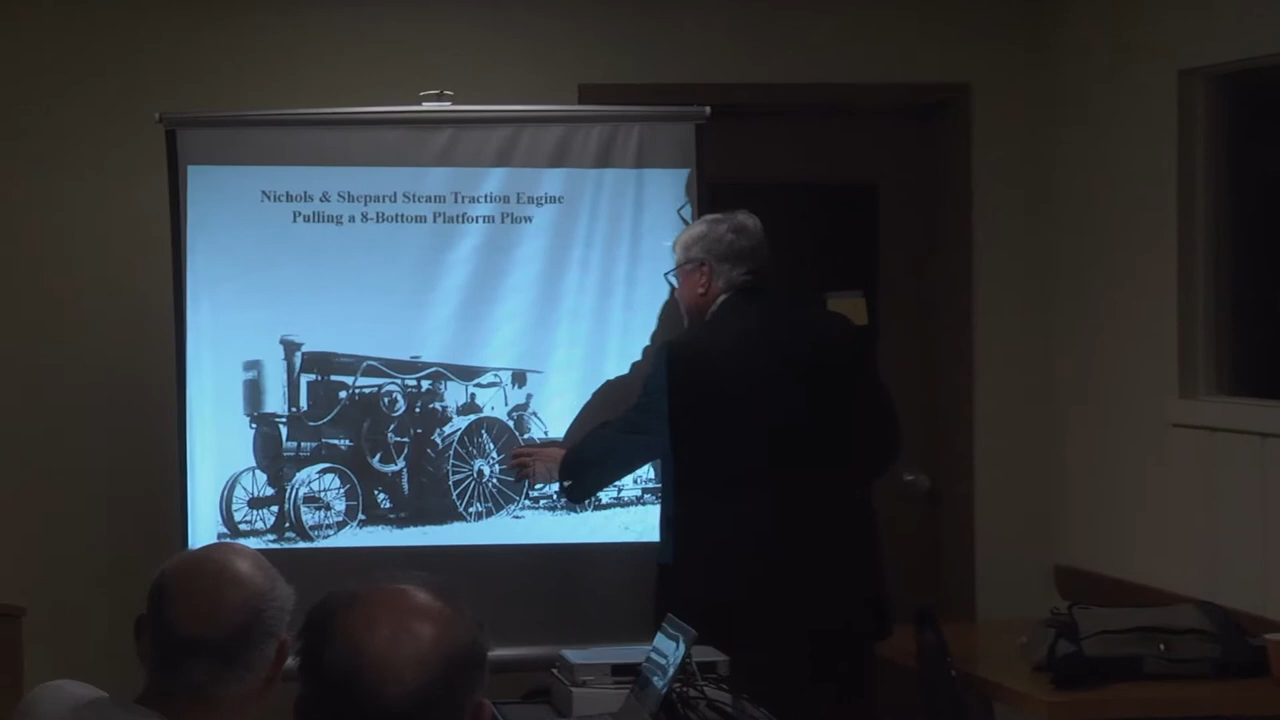 Nichols & Shepard Steam Traction Engine
Pulling a 8-Bottom Platform Plow